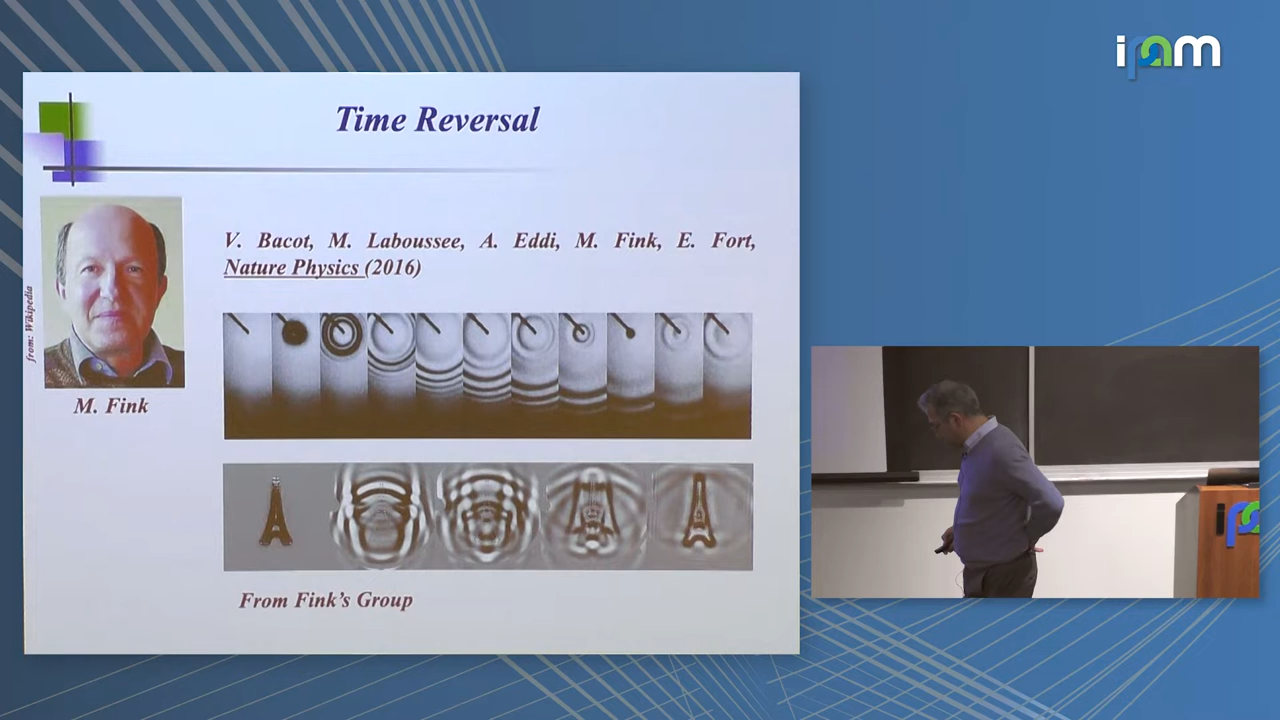 ipam
Time Reversal
V. Bacot, M. Laboussee, A. Eddi, M. Fink, E. Fort,
Nature Physics (2016)
from: Wikipedia
M. Fink
From Fink's Group